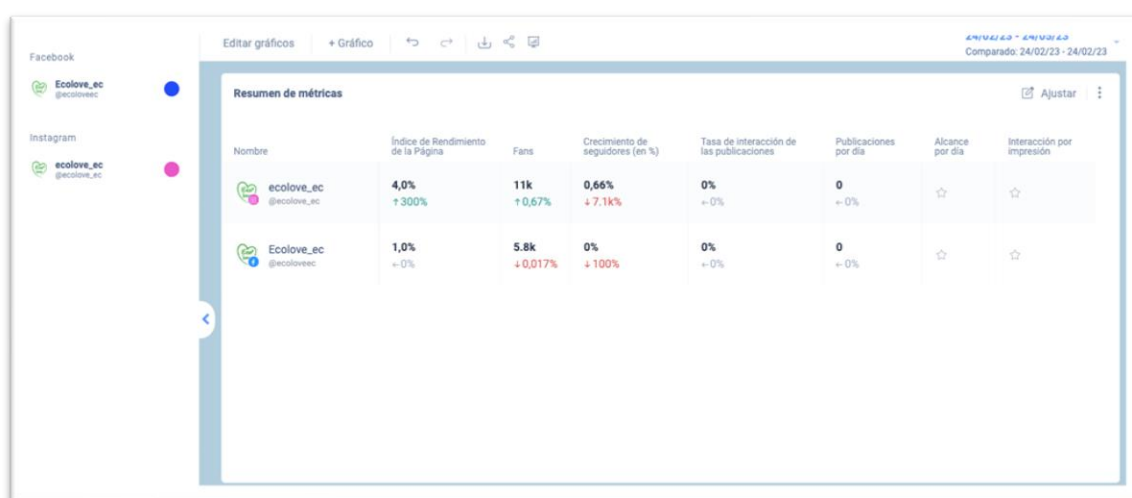 Facebook
Ecolove_ec
@ecoloveec
Instagram
ecolove_ec
@ecolove_ec
Editar gráficos + Gráfico
24/02/23 - 24/05/23
Comparado: 24/02/23 - 24/02/23
Resumen de métricas
Ajustar
Nombre
Índice de Rendimiento
de la Página
Fans
Crecimiento de
seguidores (en %)
Tasa de interacción de
las publicaciones
Publicaciones
por día
Alcance
por día
Interacción por
impresión
ecolove_ec
@ecolove_ec
4,0%
↑300%
11k
↑0,67%
0,66%
↓7.1k%
0%
←0%
0
←0%
Ecolove_ec
@ecoloveec
1,0%
←0%
5.8k
↓0,017%
0%
↓100%
0%
←0%
0
←0%